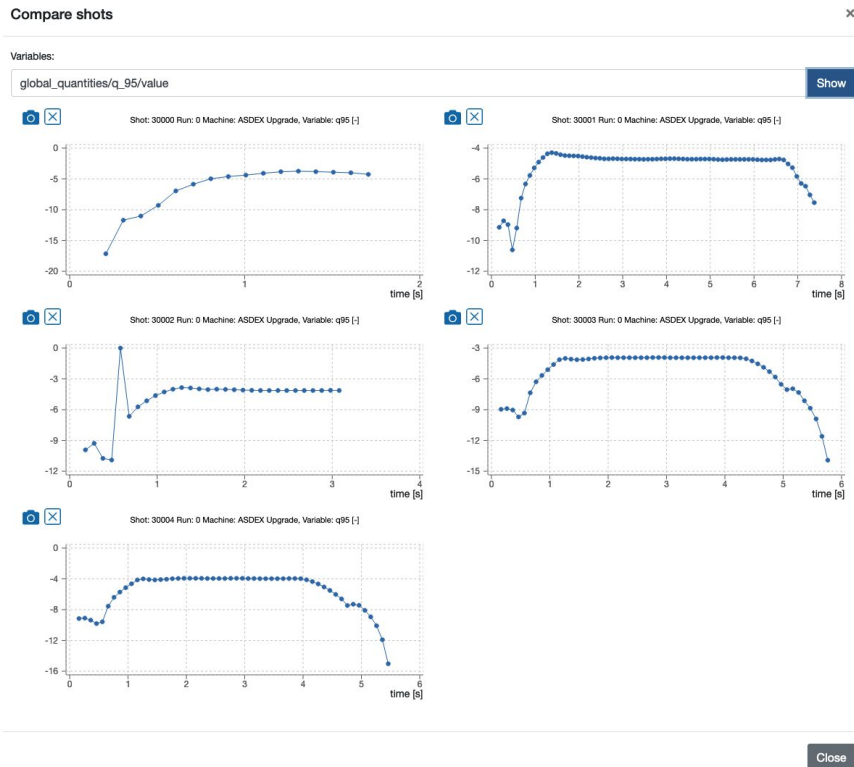 Compare shots
×
Variables:
global_quantities/q_95/value
Show
Shot: 30000 Run: 0 Machine: ASDEX Upgrade, Variable: q95 [-]
0
-5
-10
-15
-20
0 1 2
time [s]
Shot: 30001 Run: 0 Machine: ASDEX Upgrade, Variable: q95 [-]
-4
-6
-8
-10
-12
0 1 2 3 4 5 6 7 8
time [s]
Shot: 30002 Run: 0 Machine: ASDEX Upgrade, Variable: q95 [-]
0
-3
-6
-9
-12
0 1 2 3 4
time [s]
Shot: 30003 Run: 0 Machine: ASDEX Upgrade, Variable: q95 [-]
-3
-6
-9
-12
-15
0 1 2 3 4 5 6
time [s]
Shot: 30004 Run: 0 Machine: ASDEX Upgrade, Variable: q95 [-]
0
-4
-8
-12
-16
0 1 2 3 4 5 6
time [s]
Close